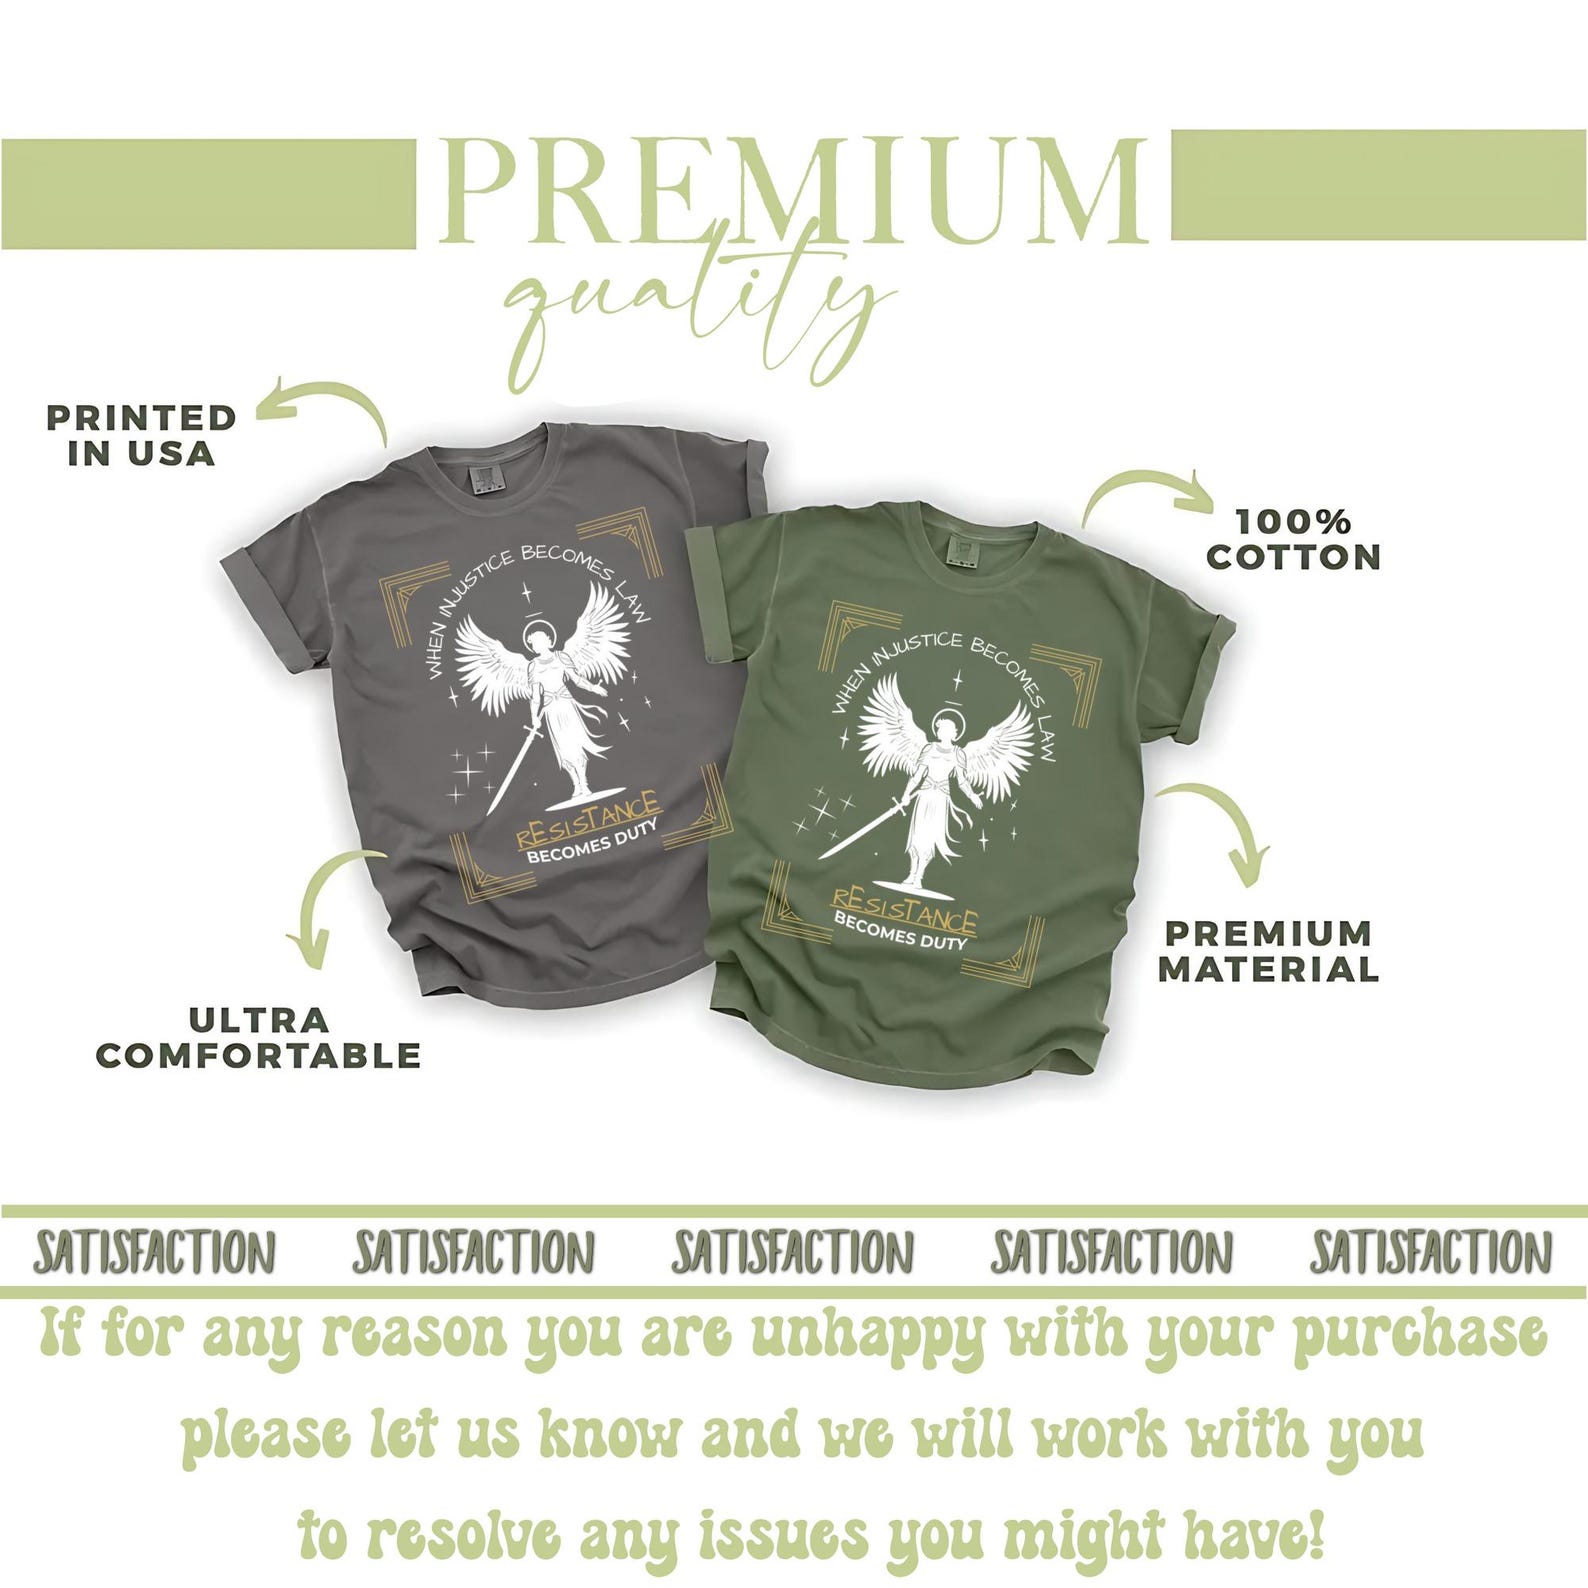 PREMIUM
quality
PRINTED
IN USA
100%
COTTON
WHEN INJUSTICE BECOMES LAW
RESISTANCE
BECOMES DUTY
WHEN INJUSTICE BECOMES LAW
RESISTANCE
BECOMES DUTY
PREMIUM
MATERIAL
ULTRA
COMFORTABLE
SATISFACTION SATISFACTION SATISFACTION SATISFACTION SATISFACTION
If for any reason you are unhappy with your purchase
please let us know and we will work with you
to resolve any issues you might have!